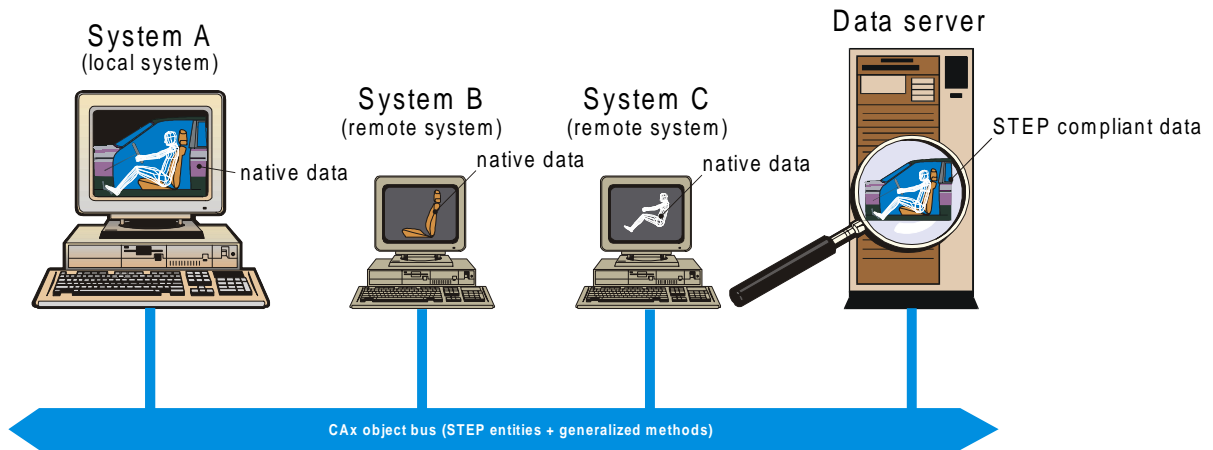 System A
(local system)
native data
System B
(remote system)
native data
System C
(remote system)
native data
Data server
STEP compliant data
CAx object bus (STEP entities + generalized methods)